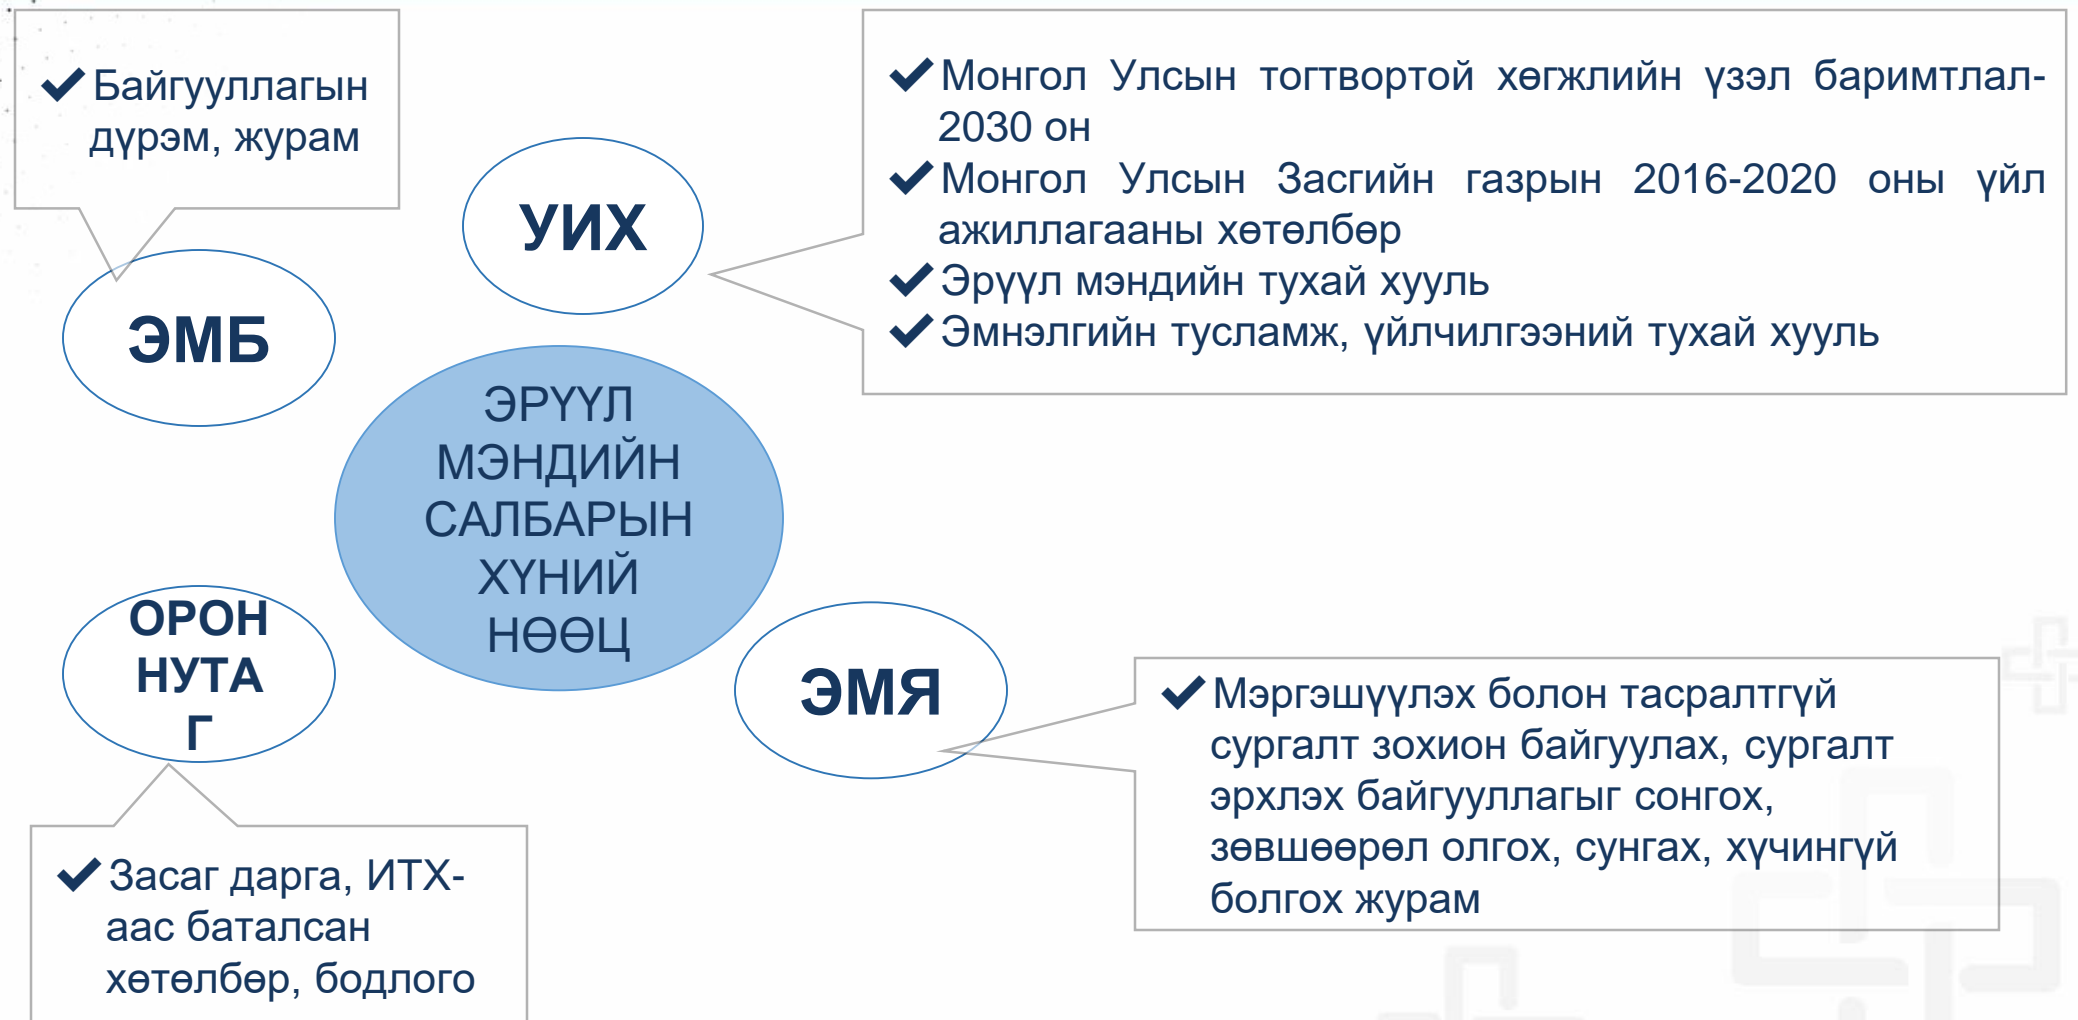 Байгууллагын
дүрэм, журам
ЭМБ
УИХ
Монгол Улсын тогтвортой хөгжлийн үзэл баримтлал-
2030 он
Монгол Улсын Засгийн газрын 2016-2020 оны үйл
ажиллагааны хөтөлбөр
Эрүүл мэндийн тухай хууль
Эмнэлгийн тусламж, үйлчилгээний тухай хууль
ЭРҮҮЛ
МЭНДИЙН
САЛБАРЫН
ХҮНИЙ
НӨӨЦ
ОРОН
НУТА
Г
Засаг дарга, ИТХ-
аас баталсан
хөтөлбөр, бодлого
ЭМЯ
Мэргэшүүлэх болон тасралтгүй
сургалт зохион байгуулах, сургалт
эрхлэх байгууллагыг сонгох,
зөвшөөрөл олгох, сунгах, хүчингүй
болгох журам